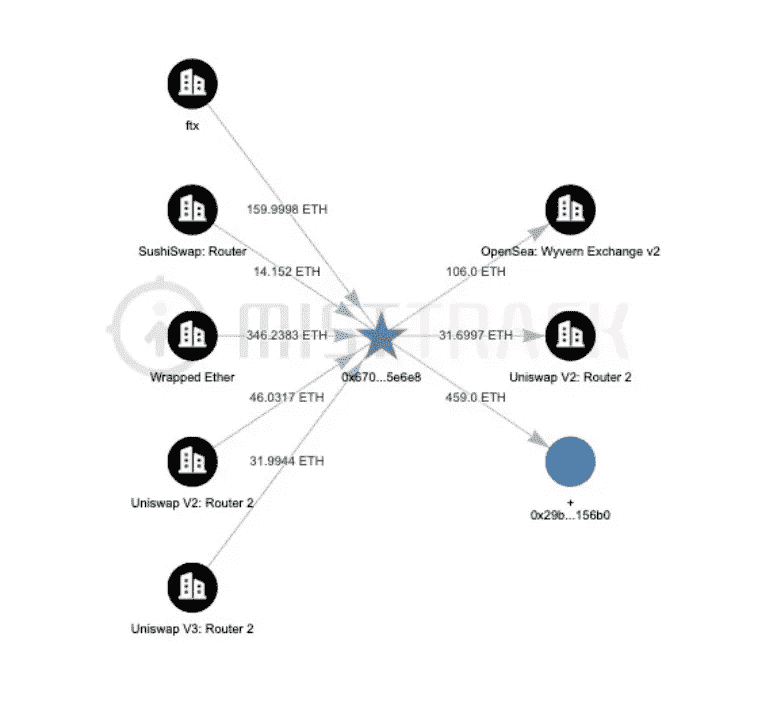 ftx
159.9998 ETH
SushiSwap: Router
OpenSea: Wyvern Exchange v2
14.152 ETH
106.0 ETH
MISTTRACK
346.2383 ETH
31.6997 ETH
Wrapped Ether
0x670...5e6e8
Uniswap V2: Router 2
46.0317 ETH
459.0 ETH
31.9944 ETH
Uniswap V2: Router 2
+
0x29b...156b0
Uniswap V3: Router 2